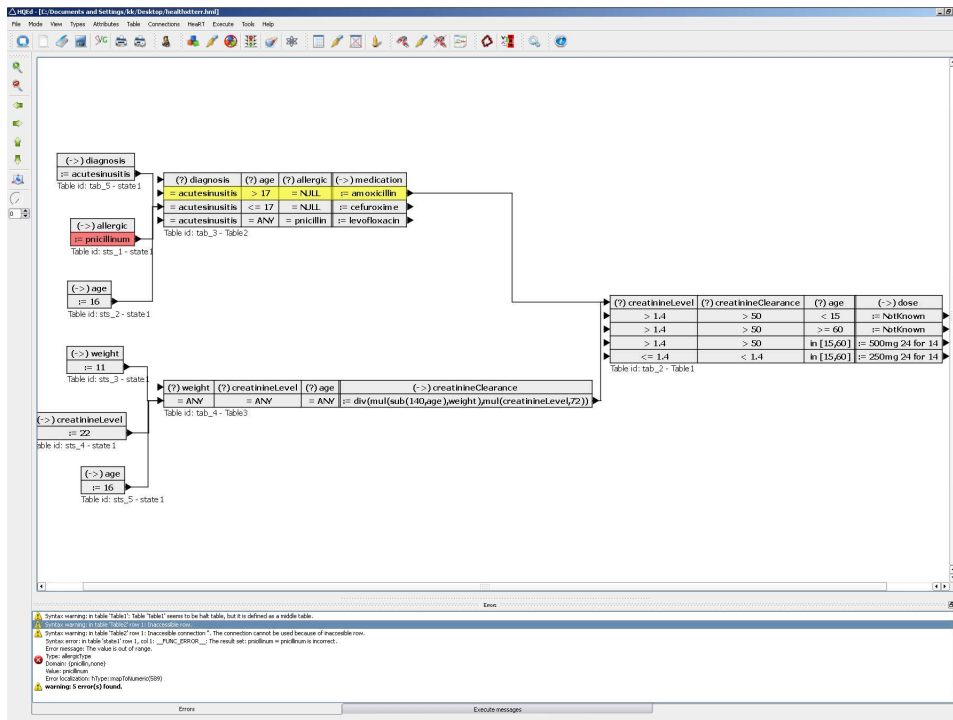 HQEd - [C:/Documents and Settings/kk/Desktop/healthxtterr.hml]
File Mode View Types Attributes Table Connections HeaRT Execute Tools Help
0
(->) diagnosis
:= acutesinusitis
Table id: tab_5 - state1
(->) allergic
:= pnicillinum
Table id: sts_1 - state1
(->) age
:= 16
Table id: sts_2 - state1
(?) diagnosis (?) age (?) allergic (->) medication
= acutesinusitis > 17 = NULL := amoxicillin
= acutesinusitis <= 17 = NULL := cefuroxime
= acutesinusitis = ANY = pnicillin := levofloxacin
Table id: tab_3 - Table2
(->) weight
:= 11
Table id: sts_3 - state1
(->) creatinineLevel
:= 22
able id: sts_4 - state1
(->) age
:= 16
Table id: sts_5 - state1
(?) weight (?) creatinineLevel (?) age (->) creatinineClearance
= ANY = ANY = ANY := div(mul(sub(140,age),weight),mul(creatinineLevel,72))
Table id: tab_4 - Table3
(?) creatinineLevel (?) creatinineClearance (?) age (->) dose
> 1.4 > 50 < 15 := NotKnown
> 1.4 > 50 >= 60 := NotKnown
> 1.4 > 50 in [15,60] := 500mg 24 for 14
<= 1.4 < 1.4 in [15,60] := 250mg 24 for 14
Table id: tab_2 - Table1
Errors
Syntax warning: in table 'Table1': Table 'Table1' seems to be halt table, but it is defined as a middle table.
Syntax warning: in table 'Table2' row 1: Inaccessible row.
Syntax warning: in table 'Table2' row 1: Inaccesible connection ''. The connection cannot be used because of inaccesible row.
Syntax error: in table 'state1' row 1, col 1: __FUNC_ERROR__: The result set: pnicillinum = pnicillinum is incorrect.
Error message: The value is out of range.
Type: allergicType
Domain: {pnicillin,none}
Value: pnicillinum
Error localization: hType::mapToNumeric(589)
warning: 5 error(s) found.
Errors Execute messages